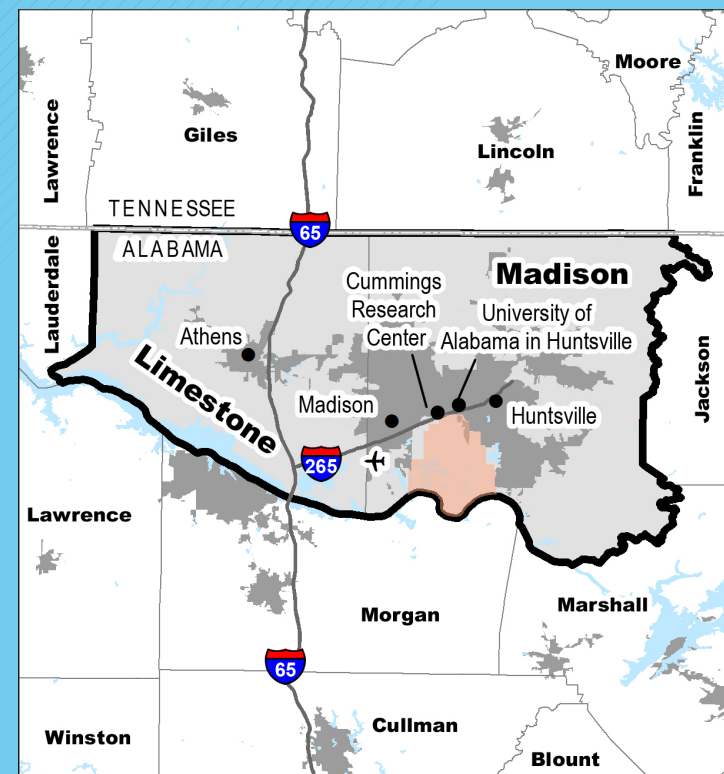 Moore
Lawrence
Giles
Lincoln
Franklin
TENNESSEE
65
ALABAMA
Lauderdale
Madison
Cummings
Research
Center
University of
Alabama in Huntsville
Athens
Limestone
Jackson
Madison
Huntsville
265
Lawrence
Morgan
Marshall
65
Winston
Cullman
Blount